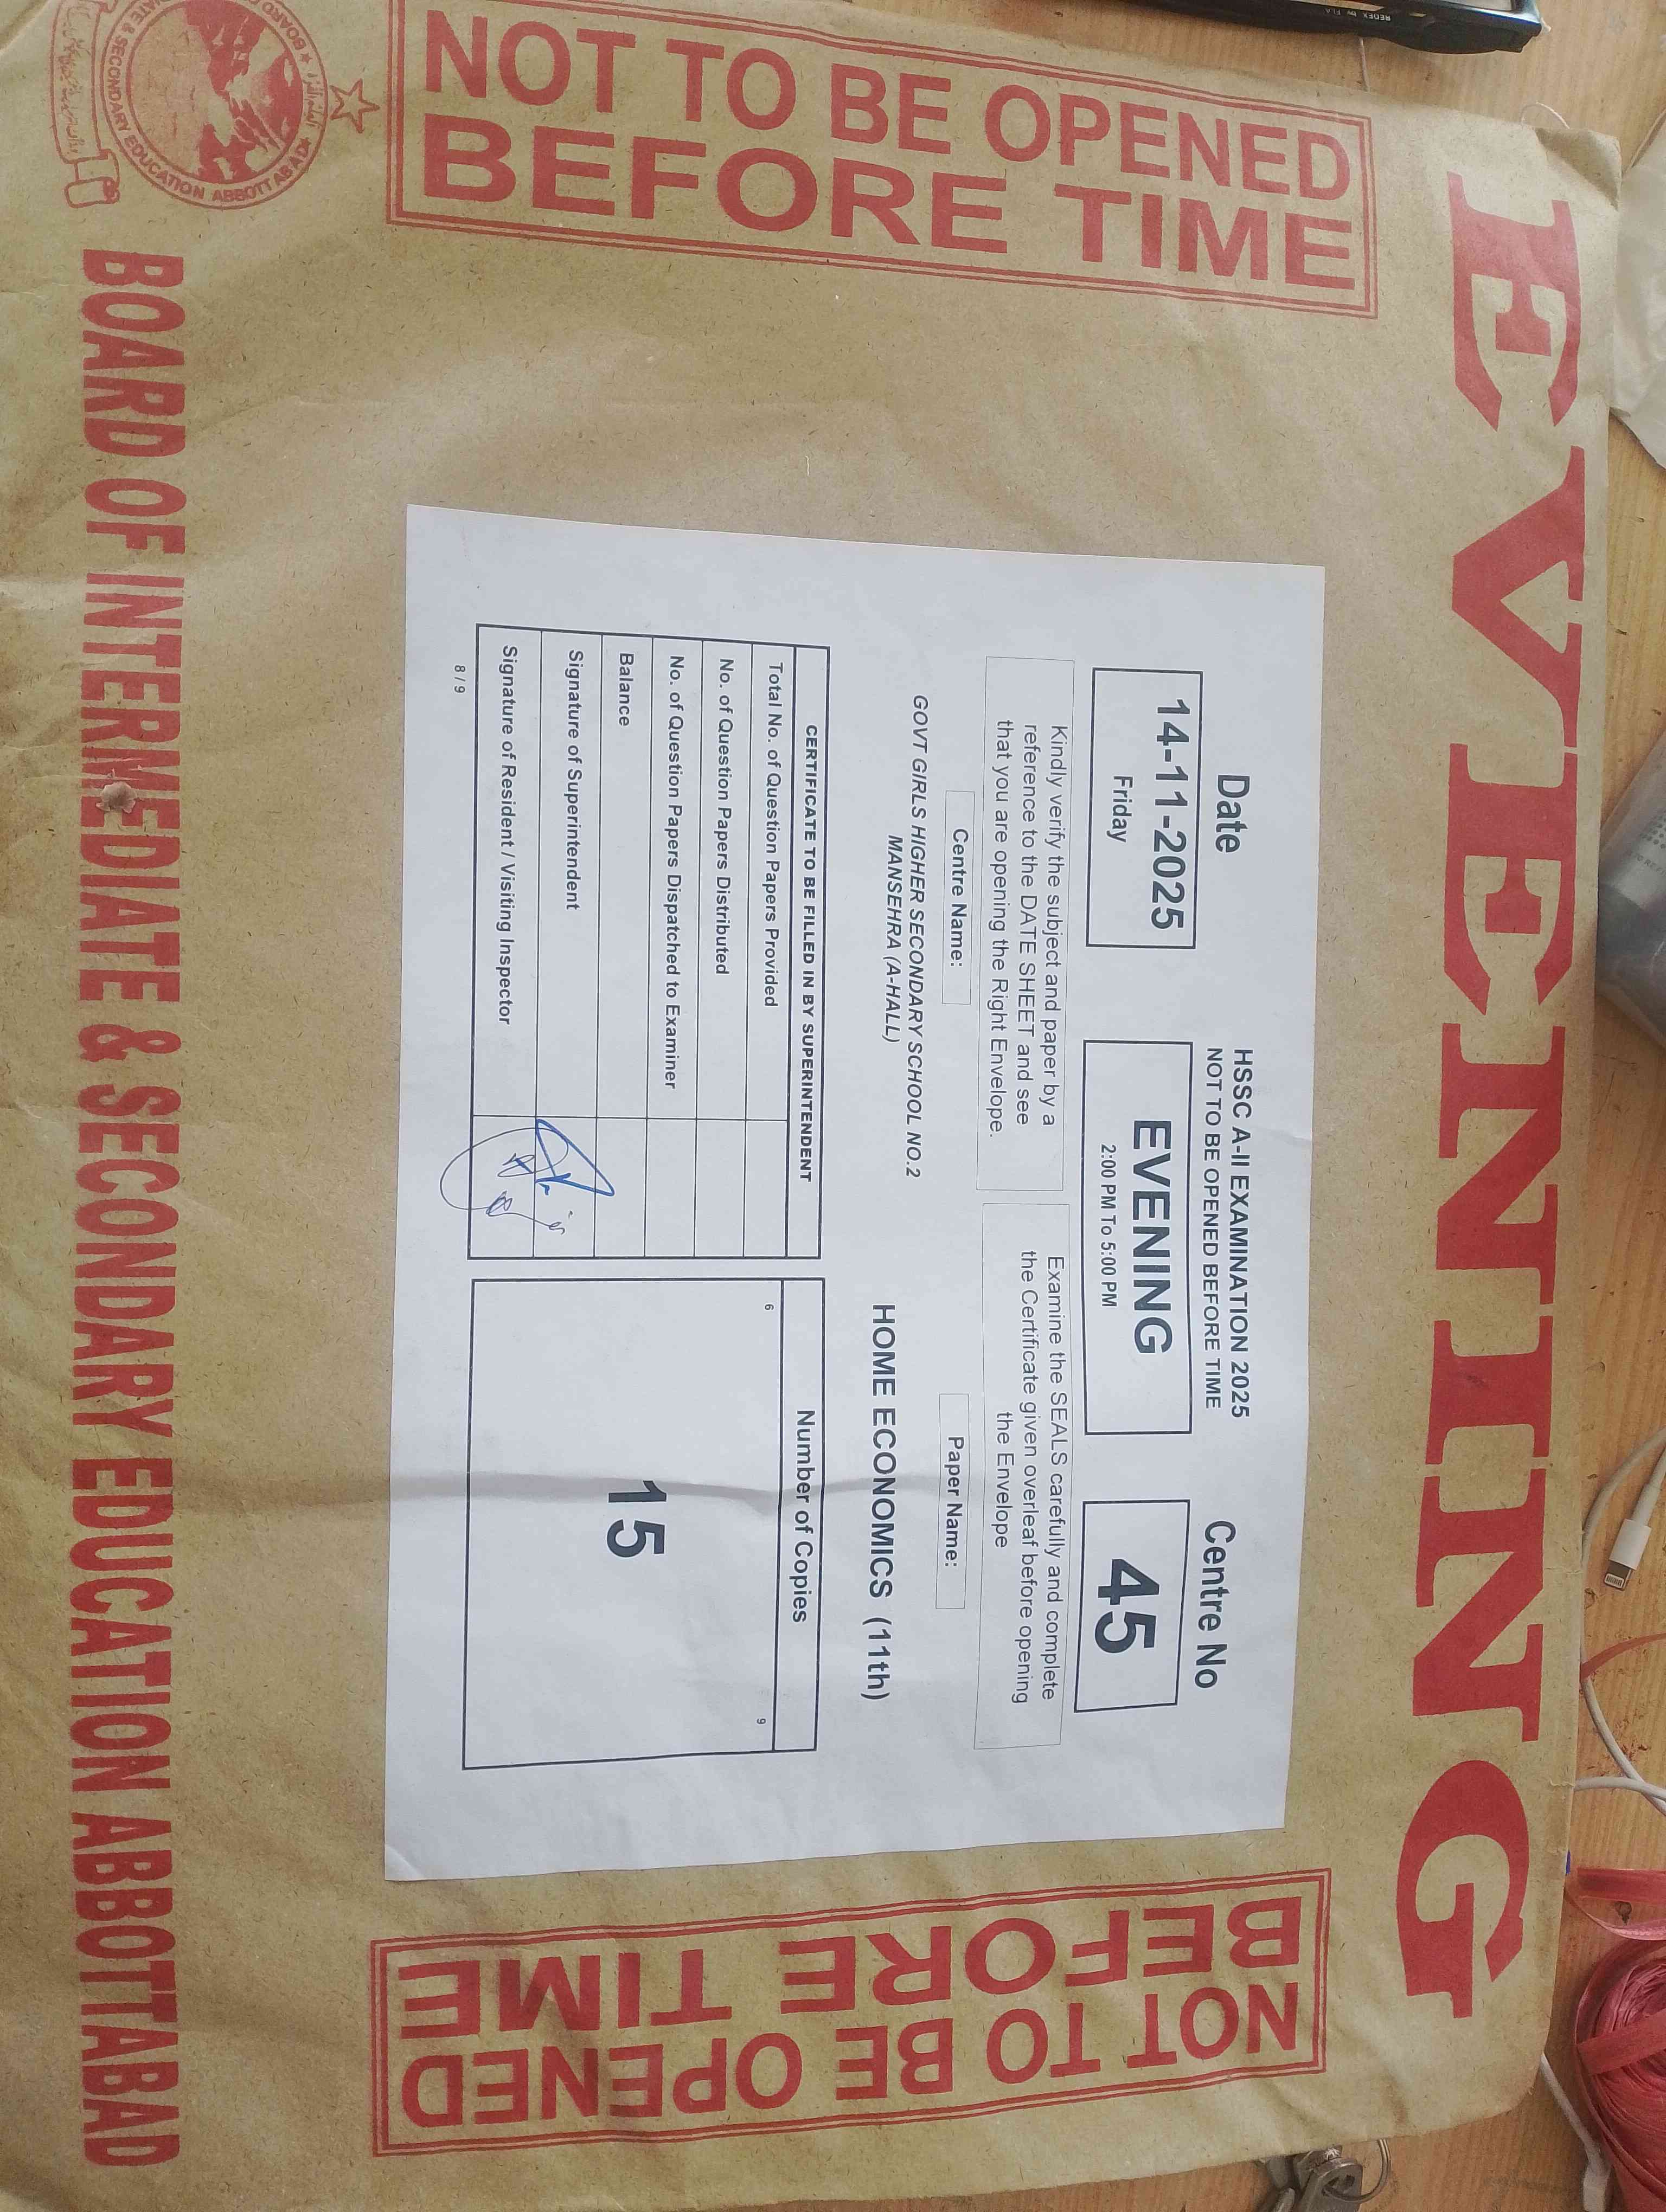 EVENING
NOT TO BE OPENED
BEFORE TIME
Date
14-11-2025
Friday
HSSC A-II EXAMINATION 2025
NOT TO BE OPENED BEFORE TIME
EVENING
2:00 PM To 5:00 PM
Centre No
45
Kindly verify the subject and paper by a
reference to the DATE SHEET and see
that you are opening the Right Envelope.
Examine the SEALS carefully and complete
the Certificate given overleaf before opening
the Envelope
Centre Name:
GOVT GIRLS HIGHER SECONDARY SCHOOL NO.2
MANSEHRA (A-HALL)
Paper Name:
HOME ECONOMICS (11th)
CERTIFICATE TO BE FILLED IN BY SUPERINTENDENT
Total No. of Question Papers Provided
No. of Question Papers Distributed
No. of Question Papers Dispatched to Examiner
Balance
Signature of Superintendent
Signature of Resident / Visiting Inspector
8 / 9
Number of Copies
6
9
15
NOT TO BE OPENED
BEFORE TIME
BOARD OF INTERMEDIATE & SECONDARY EDUCATION ABBOTTABAD
& SECONDARY EDUCATION ABBOTTABAD